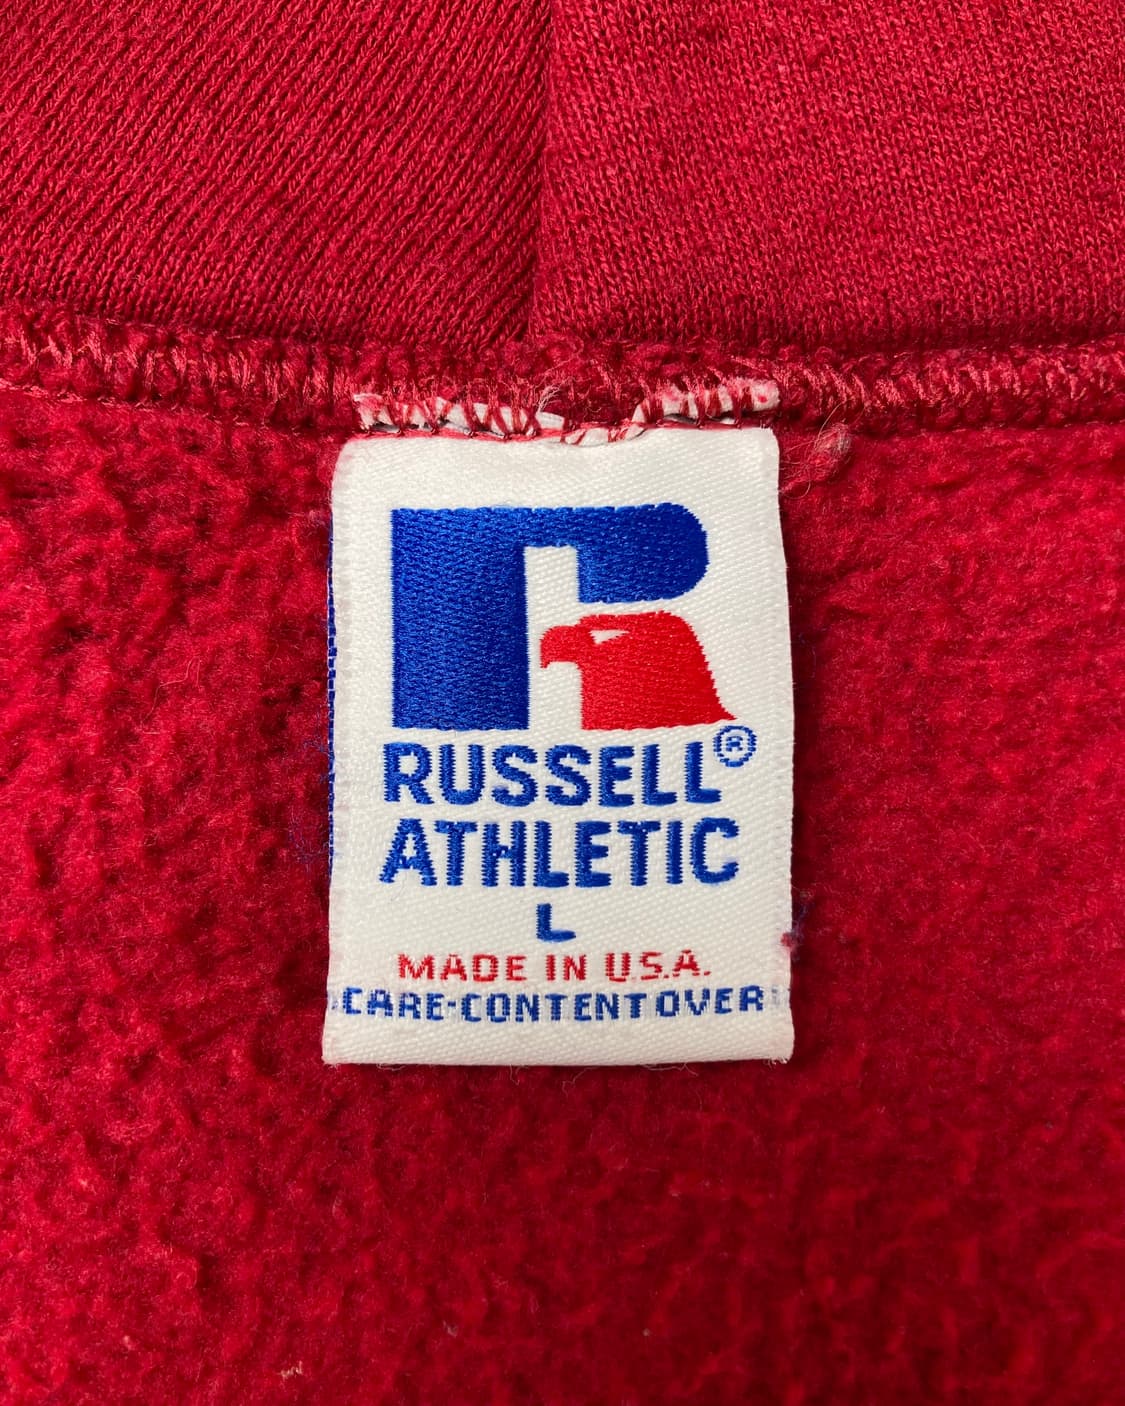 RUSSELL®
ATHLETIC
L
MADE IN U.S.A.
CARE-CONTENT OVER